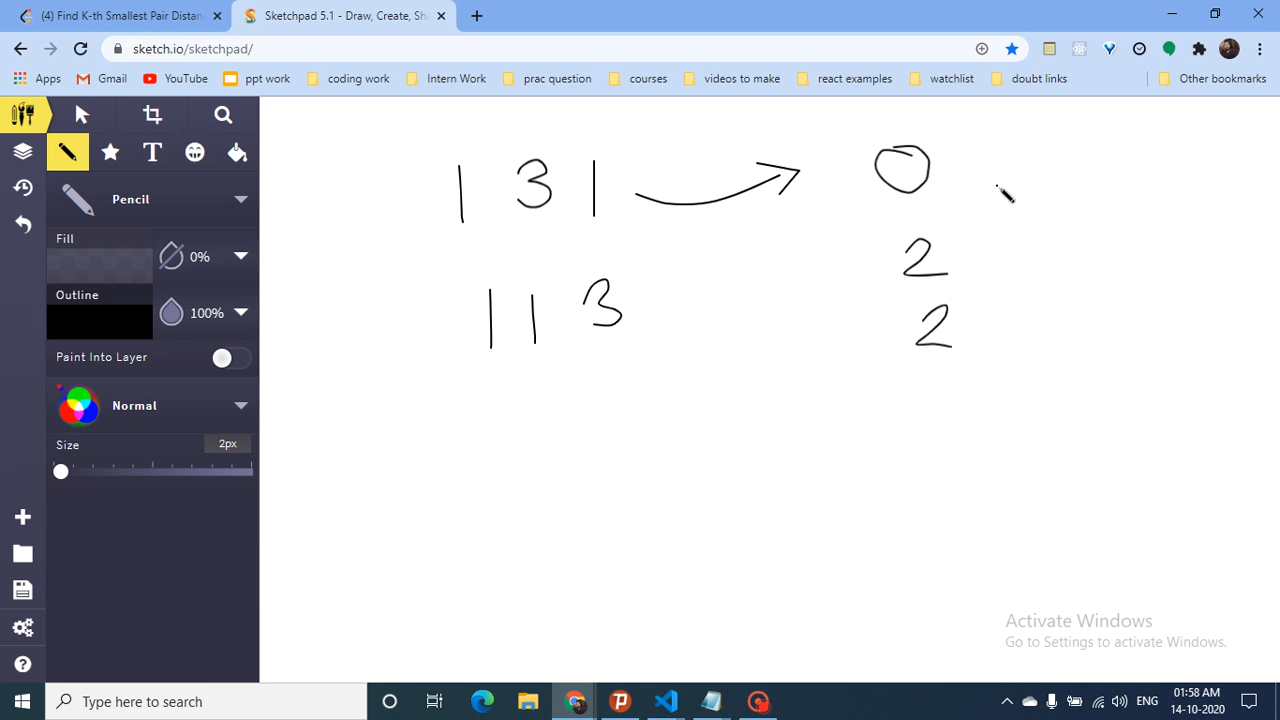 (4) Find K-th Smallest Pair Distan
Sketchpad 5.1 - Draw, Create, Sha
sketch.io/sketchpad/
Apps Gmail YouTube ppt work coding work Intern Work prac question courses videos to make react examples watchlist doubt links Other bookmarks
Pencil
Fill
0%
Outline
100%
Paint Into Layer
Normal
Size 2px
1 3 1 → 0
2
1 1 3
2
Activate Windows
Go to Settings to activate Windows.
Type here to search
ENG
01:58 AM
14-10-2020